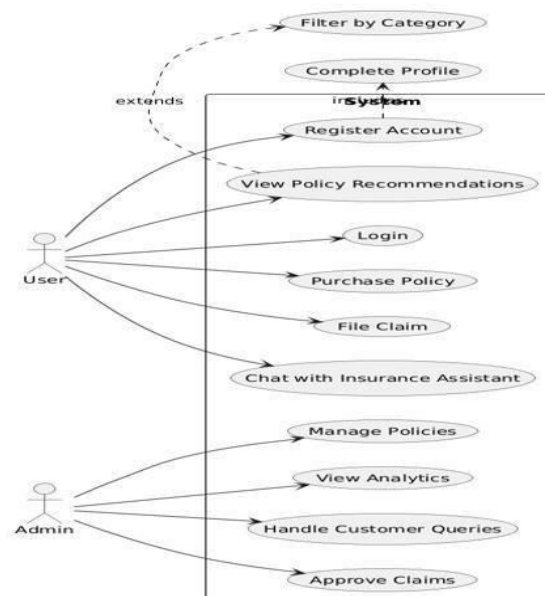 Filter by Category
Complete Profile
extends
includes
System
Register Account
View Policy Recommendations
Login
User
Purchase Policy
File Claim
Chat with Insurance Assistant
Manage Policies
View Analytics
Admin
Handle Customer Queries
Approve Claims